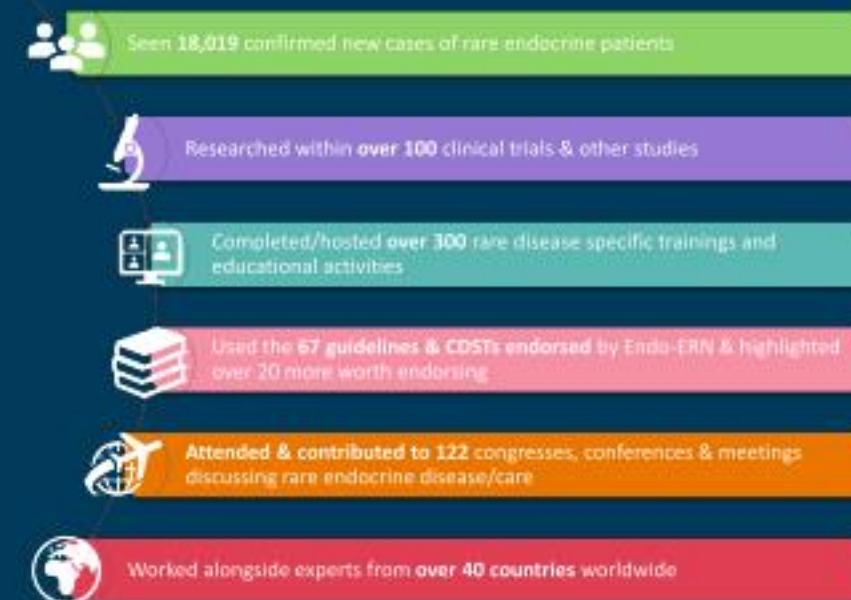 Seen 18,019 confirmed new cases of rare endocrine patients
Researched within over 100 clinical trials & other studies
Completed/hosted over 300 rare disease specific trainings and
educational activities
Used the 67 guidelines & CDSTs endorsed by Endo-ERN & highlighted
over 20 more worth endorsing
Attended & contributed to 122 congresses, conferences & meetings
discussing rare endocrine disease/care
Worked alongside experts from over 40 countries worldwide